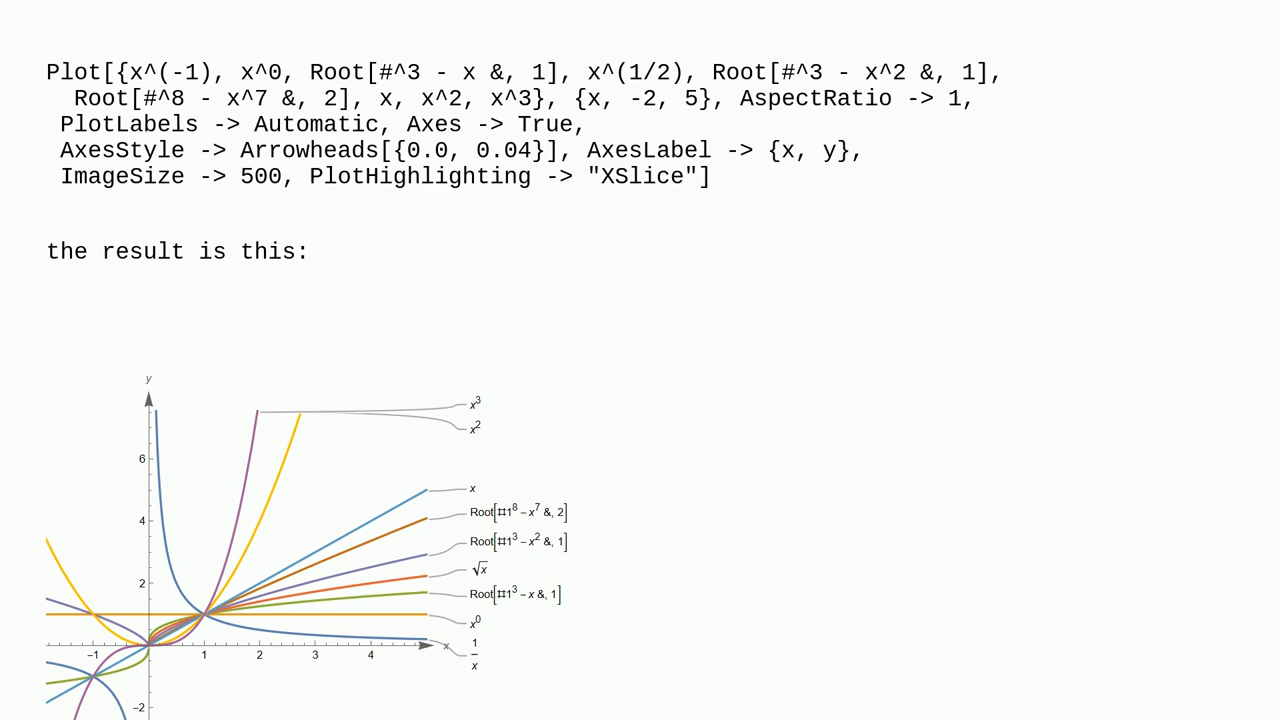 Plot[{x^(-1), x^0, Root[#^3 - x &, 1], x^(1/2), Root[#^3 - x^2 &, 1],
Root[#^8 - x^7 &, 2], x, x^2, x^3}, {x, -2, 5}, AspectRatio -> 1,
PlotLabels -> Automatic, Axes -> True,
AxesStyle -> Arrowheads[{0.0, 0.04}], AxesLabel -> {x, y},
ImageSize -> 500, PlotHighlighting -> "XSlice"]
the result is this:
y
x³
x²
6
x
Root[#1⁸ – x⁷ &, 2]
4
Root[#1³ – x² &, 1]
√x
2
Root[#1³ – x &, 1]
x⁰
1/x
x
–1 1 2 3 4
–2